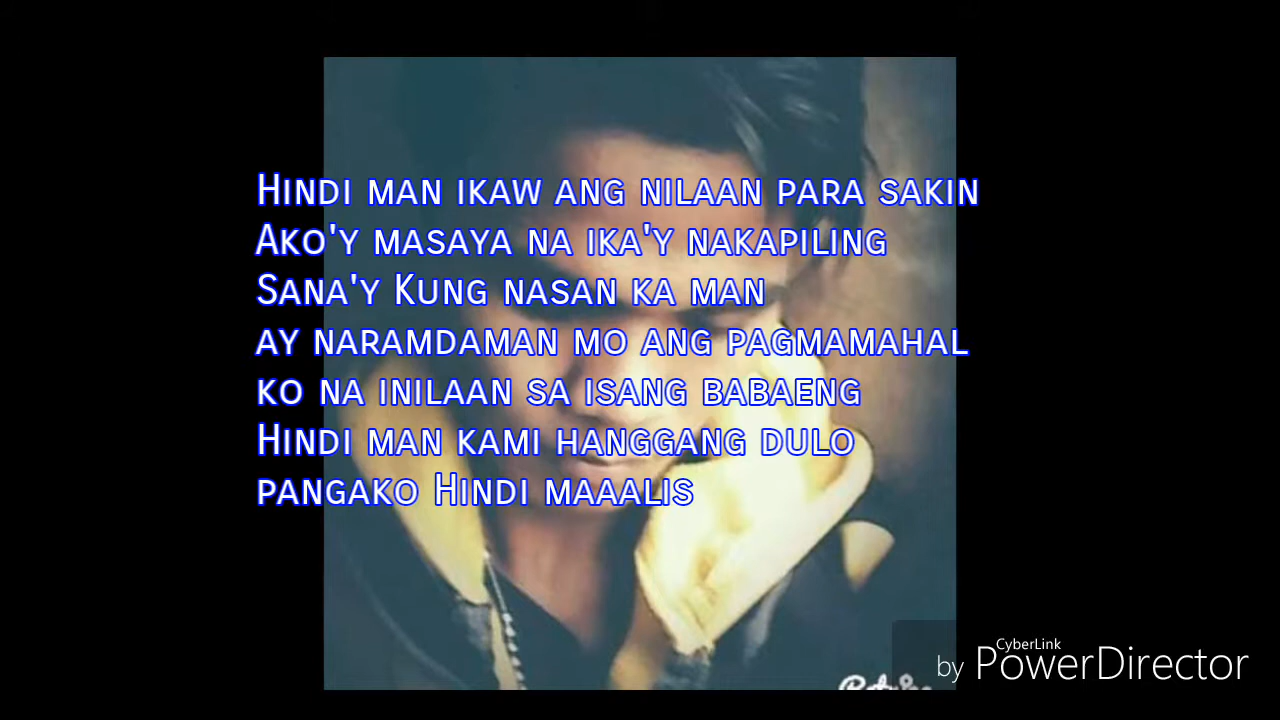 Hindi man ikaw ang nilaan para sakin
Ako'y masaya na ika'y nakapiling
Sana'y Kung nasan ka man
ay naramdaman mo ang pagmamahal
ko na inilaan sa isang babaeng
Hindi man kami hanggang dulo
pangako Hindi maaalis
CyberLink
by PowerDirector